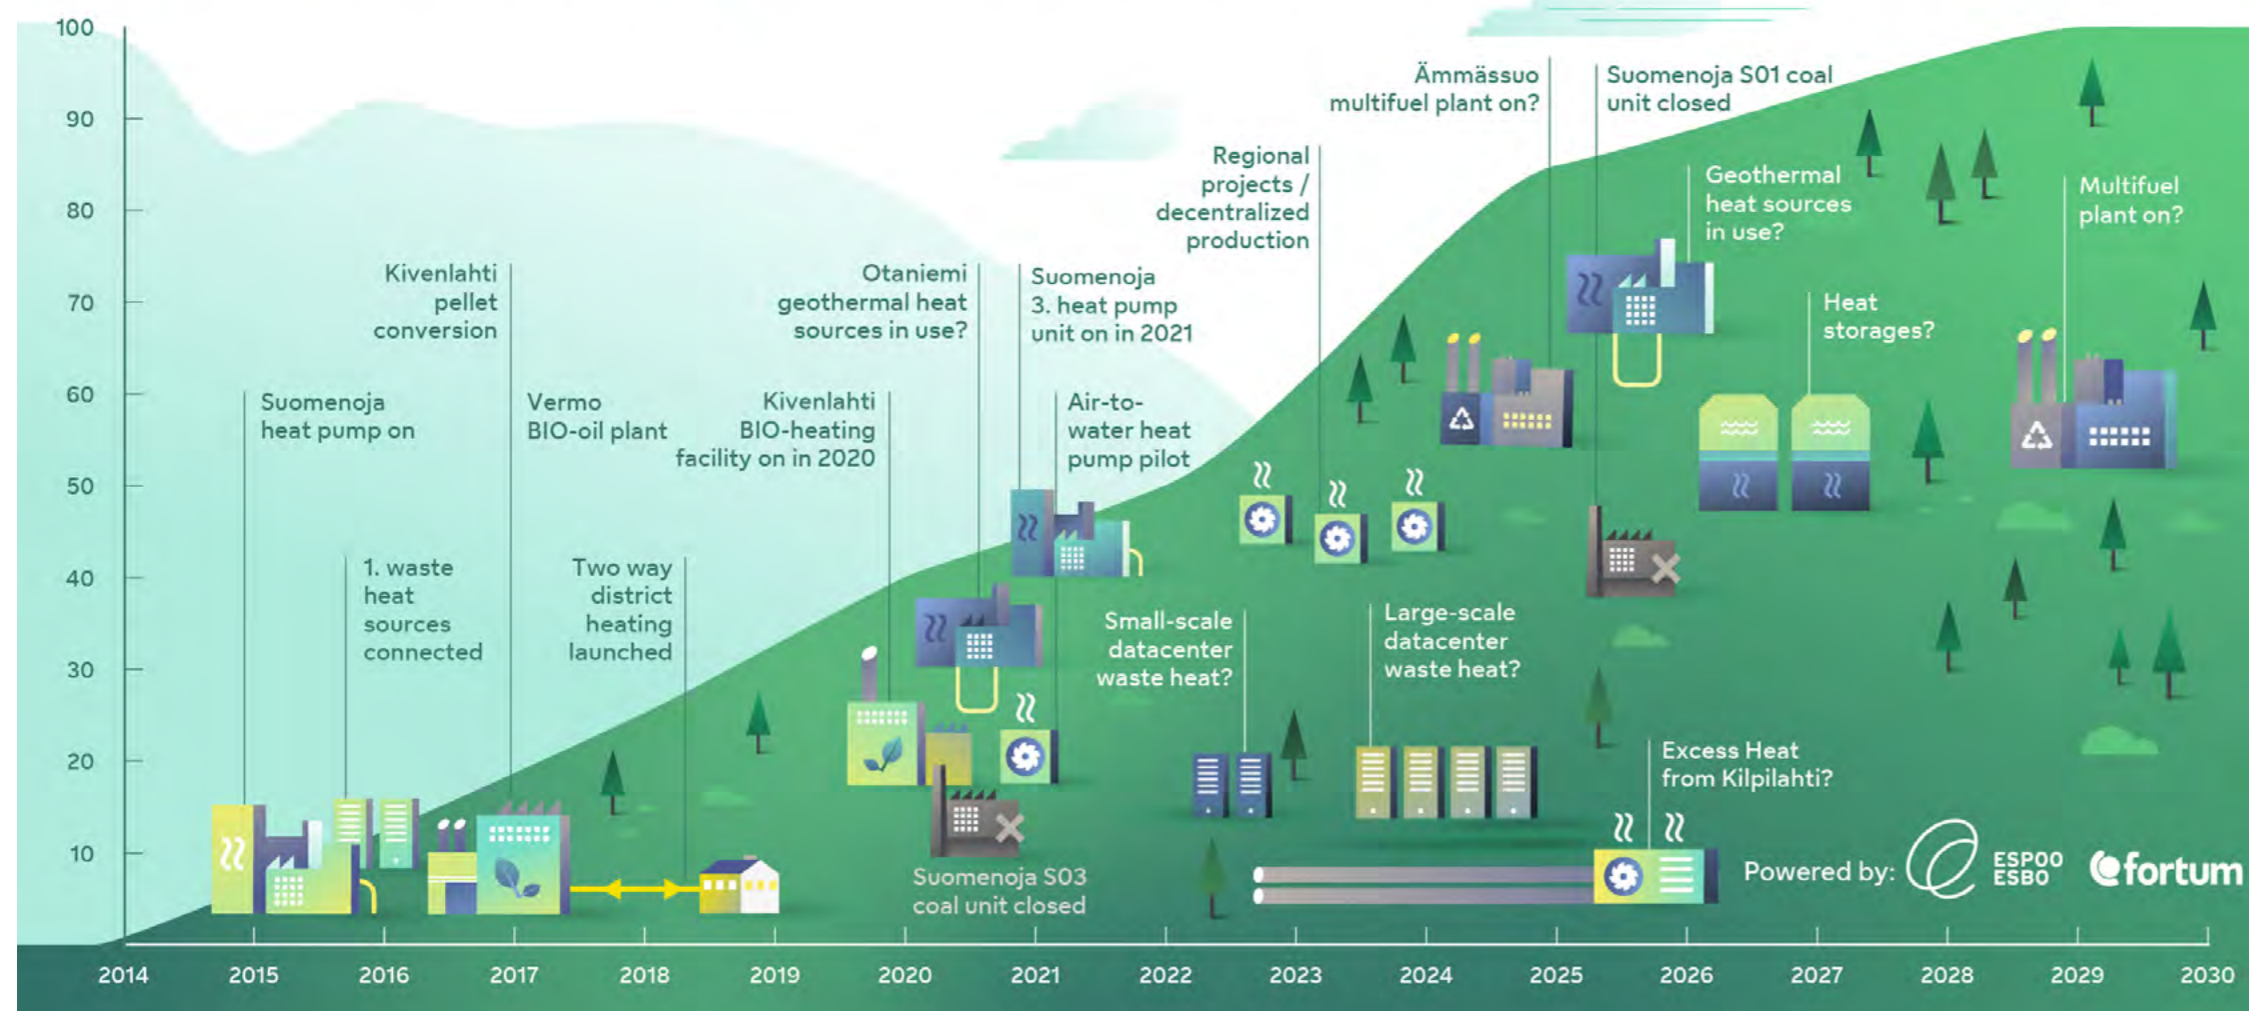 100
90
80
70
60
50
40
30
20
10
Suomenoja
heat pump on
1. waste
heat
sources
connected
Kivenlahti
pellet
conversion
Vermo
BIO-oil plant
Two way
district
heating
launched
Kivenlahti
BIO-heating
facility on in 2020
Otaniemi
geothermal heat
sources in use?
Suomenoja
3. heat pump
unit on in 2021
Air-to-
water heat
pump pilot
Suomenoja S03
coal unit closed
Small-scale
datacenter
waste heat?
Regional
projects /
decentralized
production
Large-scale
datacenter
waste heat?
Ämmässuo
multifuel plant on?
Suomenoja S01 coal
unit closed
Geothermal
heat sources
in use?
Heat
storages?
Multifuel
plant on?
Excess Heat
from Kilpilahti?
Powered by:
ESPOO
ESBO
fortum
2014
2015
2016
2017
2018
2019
2020
2021
2022
2023
2024
2025
2026
2027
2028
2029
2030